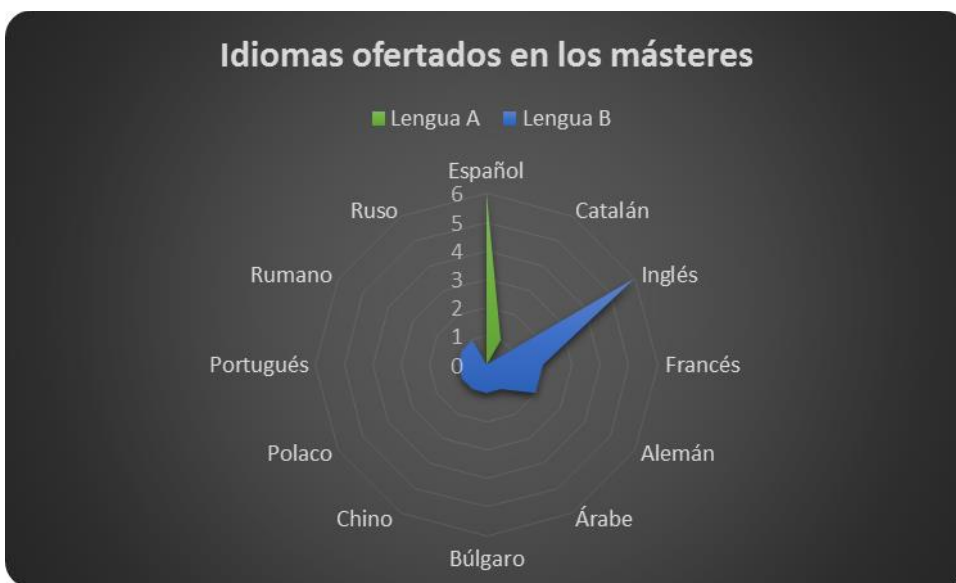 Idiomas ofertados en los másteres
Lengua A Lengua B
Español
Catalán
Inglés
Francés
Alemán
Árabe
Búlgaro
Chino
Polaco
Portugués
Rumano
Ruso
6
5
4
3
2
1
0